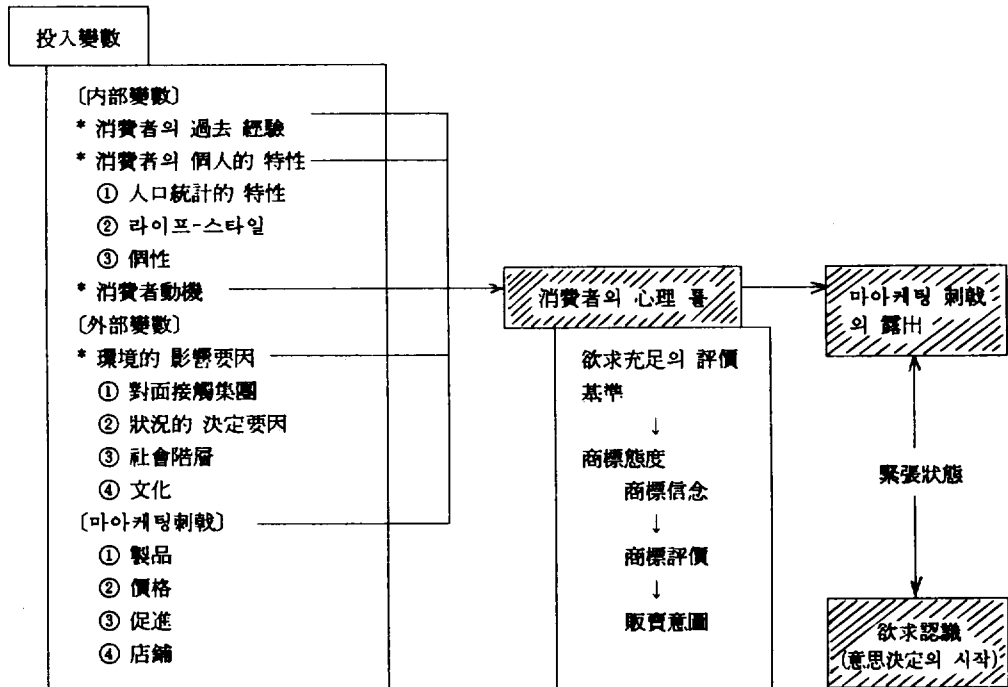 投入變數
〔內部變數〕
* 消費者의 過去 經驗
* 消費者의 個人的 特性
① 人口統計的 特性
② 라이프-스타일
③ 個性
* 消費者動機
〔外部變數〕
* 環境的 影響要因
① 對面接觸集團
② 狀況的 決定要因
③ 社會階層
④ 文化
〔마아케팅刺戟〕
① 製品
② 價格
③ 促進
④ 店鋪
消費者의 心理 틀
欲求充足의 評價
基準
↓
商標態度
商標信念
↓
商標評價
↓
販賣意圖
마아케팅 刺戟
의 露出
緊張狀態
欲求認識
(意思決定의 시작)